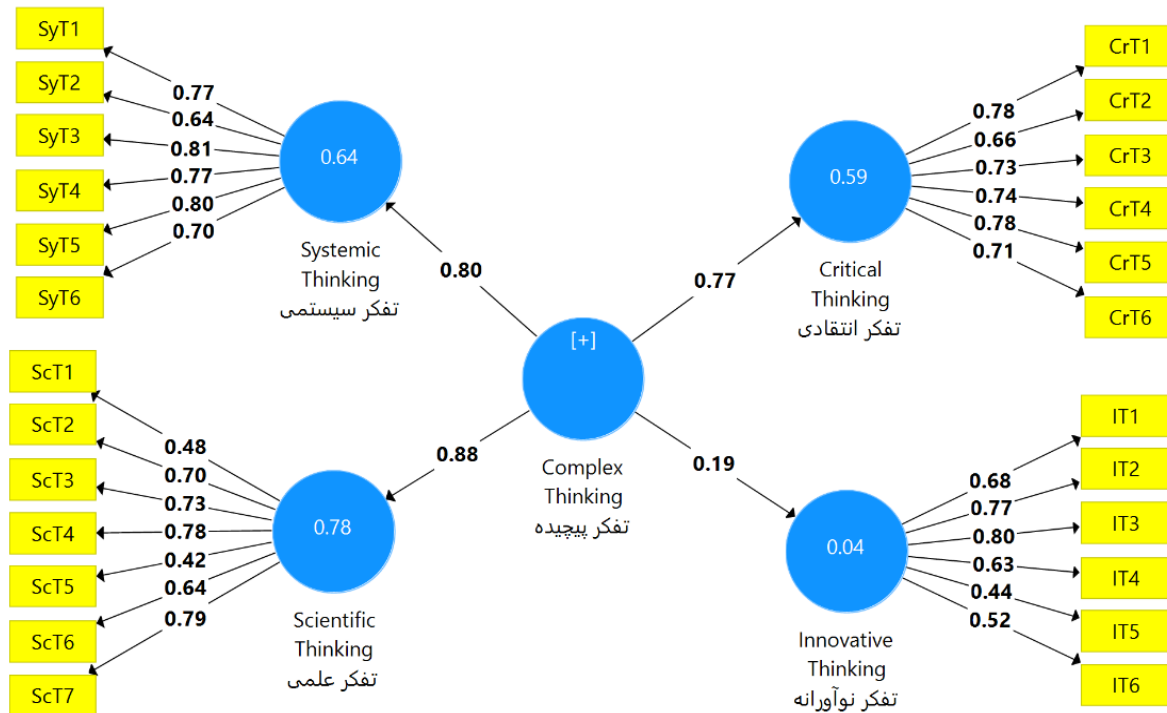 SyT1
SyT2
SyT3
SyT4
SyT5
SyT6
0.77
0.64
0.81
0.77
0.80
0.70
0.64
Systemic
Thinking
تفکر سیستمی
0.80
CrT1
CrT2
CrT3
CrT4
CrT5
CrT6
0.78
0.66
0.73
0.74
0.78
0.71
0.59
Critical
Thinking
تفکر انتقادی
0.77
[+]
Complex
Thinking
تفکر پیچیده
ScT1
ScT2
ScT3
ScT4
ScT5
ScT6
ScT7
0.48
0.70
0.73
0.78
0.42
0.64
0.79
0.78
Scientific
Thinking
تفکر علمی
0.88
IT1
IT2
IT3
IT4
IT5
IT6
0.68
0.77
0.80
0.63
0.44
0.52
0.04
Innovative
Thinking
تفکر نوآورانه
0.19